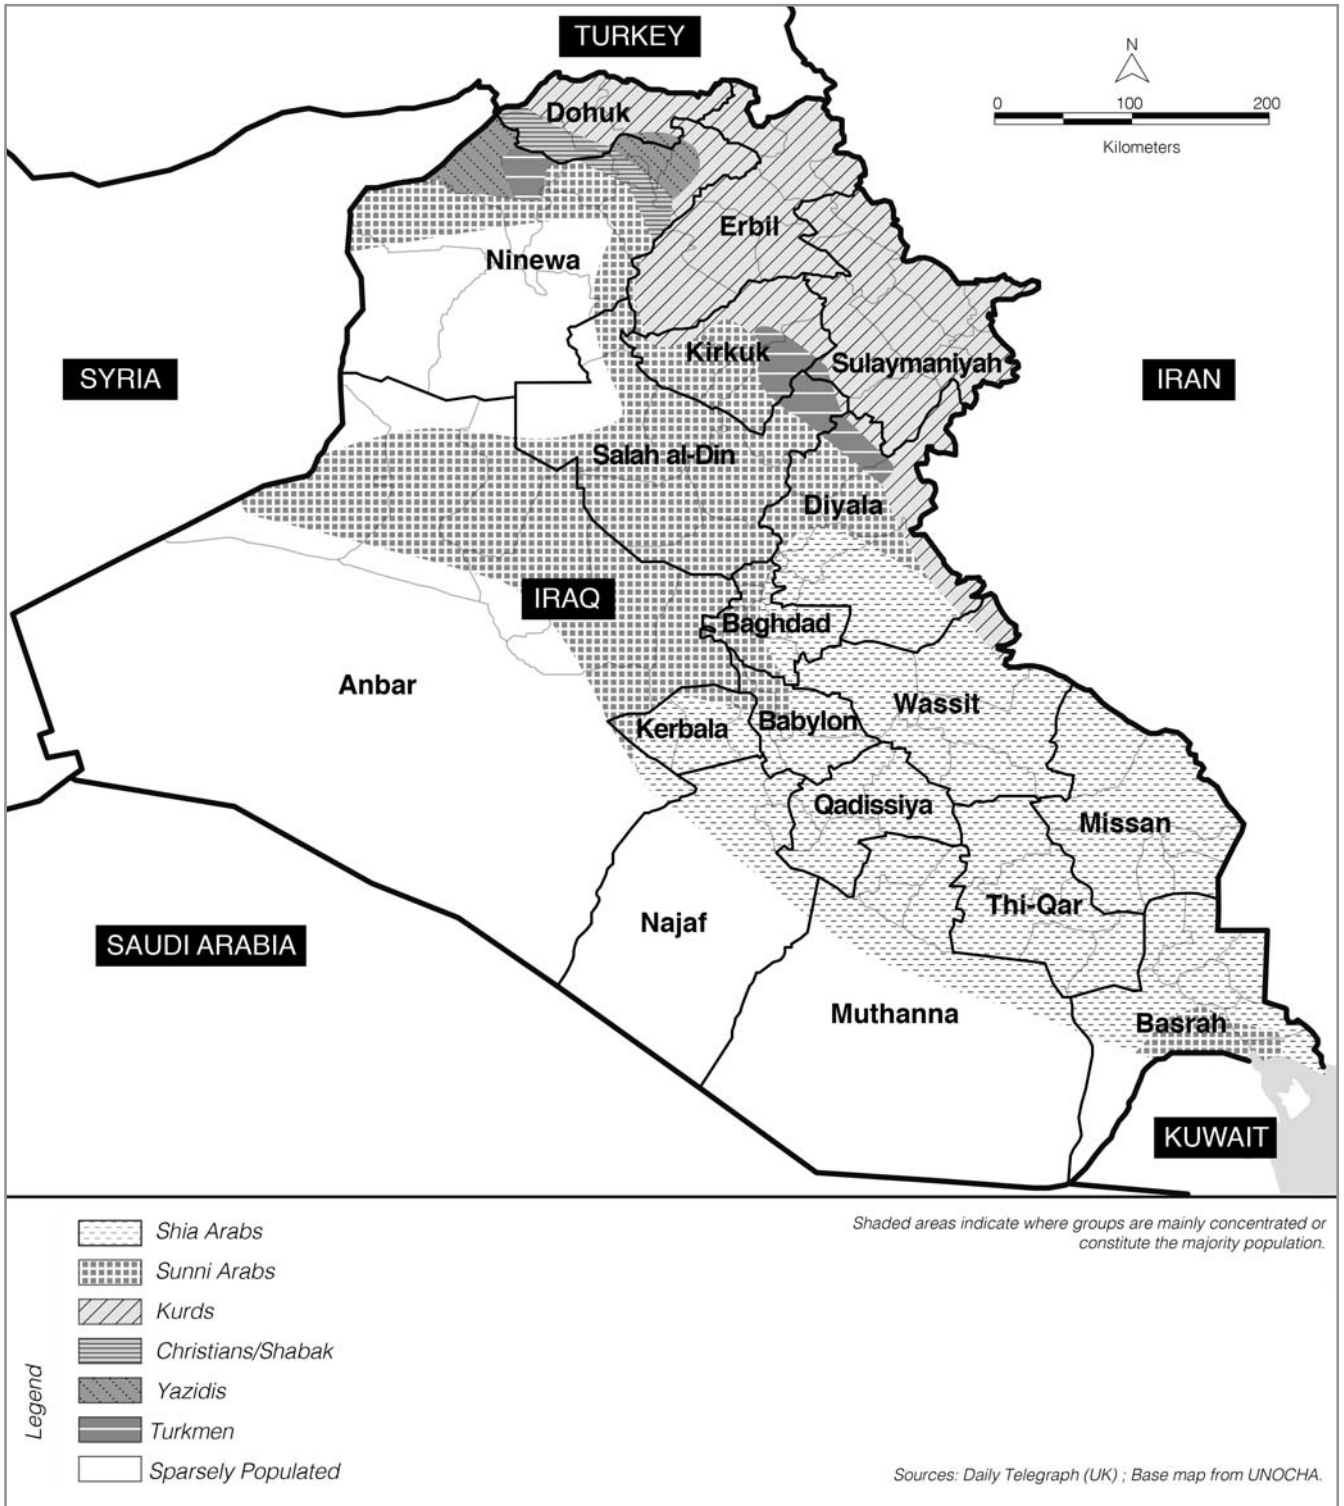 TURKEY
N
0 100 200
Kilometers
Dohuk
Erbil
Ninewa
SYRIA
Kirkuk
Sulaymaniyah
IRAN
Salah al-Din
Diyala
IRAQ
Baghdad
Anbar
Wassit
Kerbala
Babylon
Qadissiya
Missan
Thi-Qar
Najaf
SAUDI ARABIA
Muthanna
Basrah
KUWAIT
Legend
Shia Arabs
Sunni Arabs
Kurds
Christians/Shabak
Yazidis
Turkmen
Sparsely Populated
Shaded areas indicate where groups are mainly concentrated or
constitute the majority population.
Sources: Daily Telegraph (UK) ; Base map from UNOCHA.